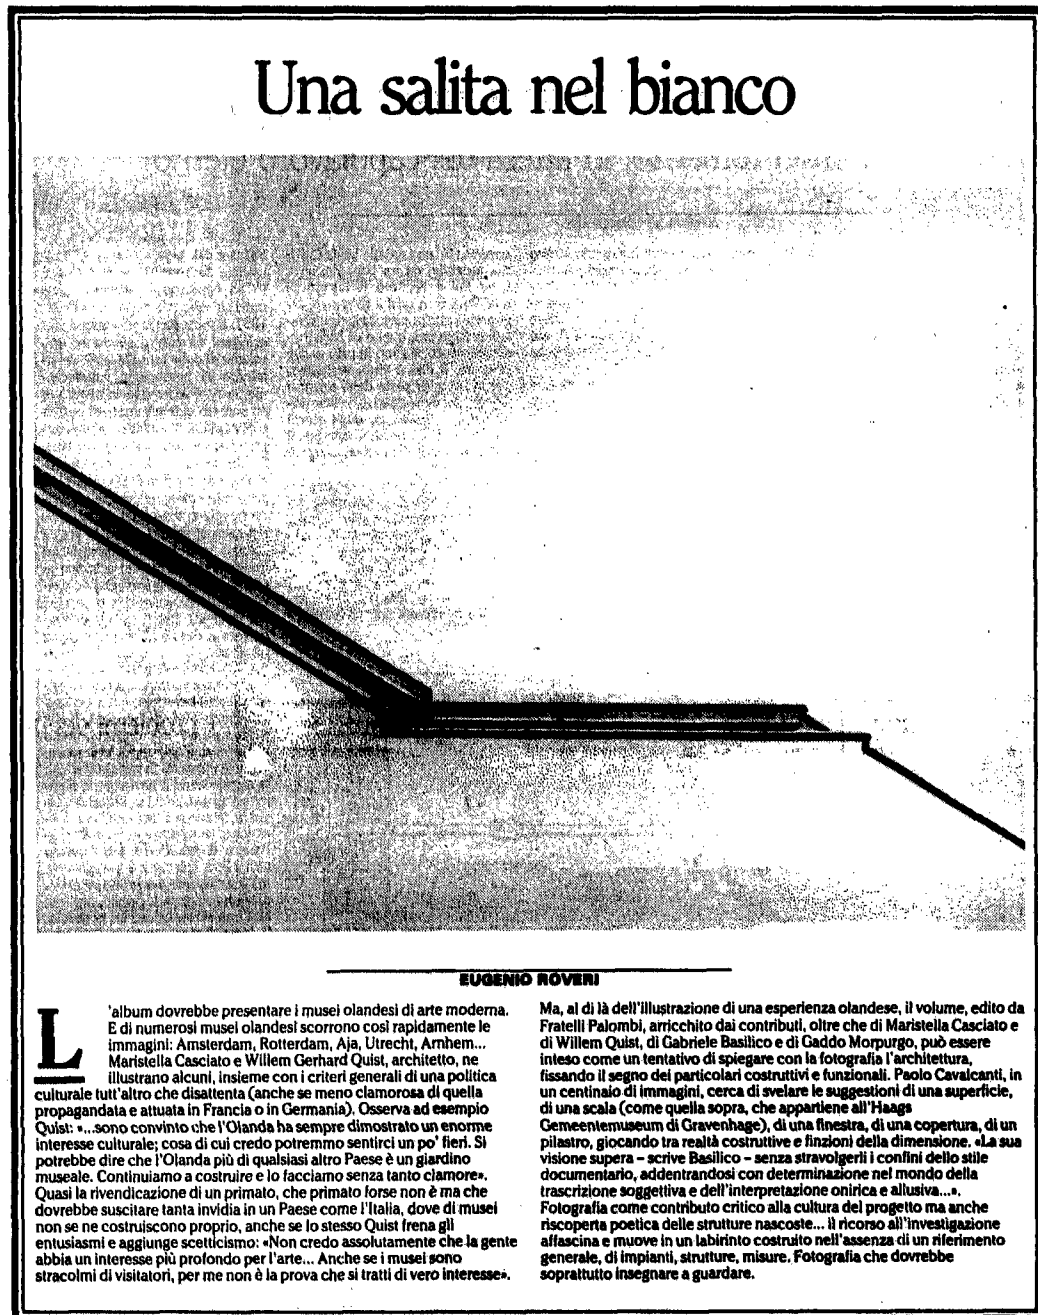 Una salita nel bianco
EUGENIO ROVERI
L'album dovrebbe presentare i musei olandesi di arte moderna.
E di numerosi musei olandesi scorrono così rapidamente le
immagini: Amsterdam, Rotterdam, Aja, Utrecht, Arnhem...
Maristella Casciato e Willem Gerhard Quist, architetto, ne
illustrano alcuni, insieme con i criteri generali di una politica
culturale tutt'altro che disattenta (anche se meno clamorosa di quella
propagandata e attuata in Francia o in Germania). Osserva ad esempio
Quist: «...sono convinto che l'Olanda ha sempre dimostrato un enorme
interesse culturale; cosa di cui credo potremmo sentirci un po' fieri. Si
potrebbe dire che l'Olanda più di qualsiasi altro Paese è un giardino
museale. Continuiamo a costruire e lo facciamo senza tanto clamore».
Quasi la rivendicazione di un primato, che primato forse non è ma che
dovrebbe suscitare tanta invidia in un Paese come l'Italia, dove di musei
non se ne costruiscono proprio, anche se lo stesso Quist frena gli
entusiasmi e aggiunge scetticismo: «Non credo assolutamente che la gente
abbia un interesse più profondo per l'arte... Anche se i musei sono
stracolmi di visitatori, per me non è la prova che si tratti di vero interesse».
Ma, al di là dell'illustrazione di una esperienza olandese, il volume, edito da
Fratelli Palombi, arricchito dai contributi, oltre che di Maristella Casciato e
di Willem Quist, di Gabriele Basilico e di Gaddo Morpurgo, può essere
inteso come un tentativo di spiegare con la fotografia l'architettura,
fissando il segno dei particolari costruttivi e funzionali. Paolo Cavalcanti, in
un centinaio di immagini, cerca di svelare le suggestioni di una superficie,
di una scala (come quella sopra, che appartiene all'Haags
Gemeentemuseum di Gravenhage), di una finestra, di una copertura, di un
pilastro, giocando tra realtà costruttive e finzioni della dimensione. «La sua
visione supera – scrive Basilico – senza stravolgerli i confini dello stile
documentario, addentrandosi con determinazione nel mondo della
trascrizione soggettiva e dell'interpretazione onirica e allusiva...».
Fotografia come contributo critico alla cultura del progetto ma anche
riscoperta poetica delle strutture nascoste... il ricorso all'investigazione
affascina e muove in un labirinto costruito nell'assenza di un riferimento
generale, di impianti, strutture, misure. Fotografia che dovrebbe
soprattutto insegnare a guardare.